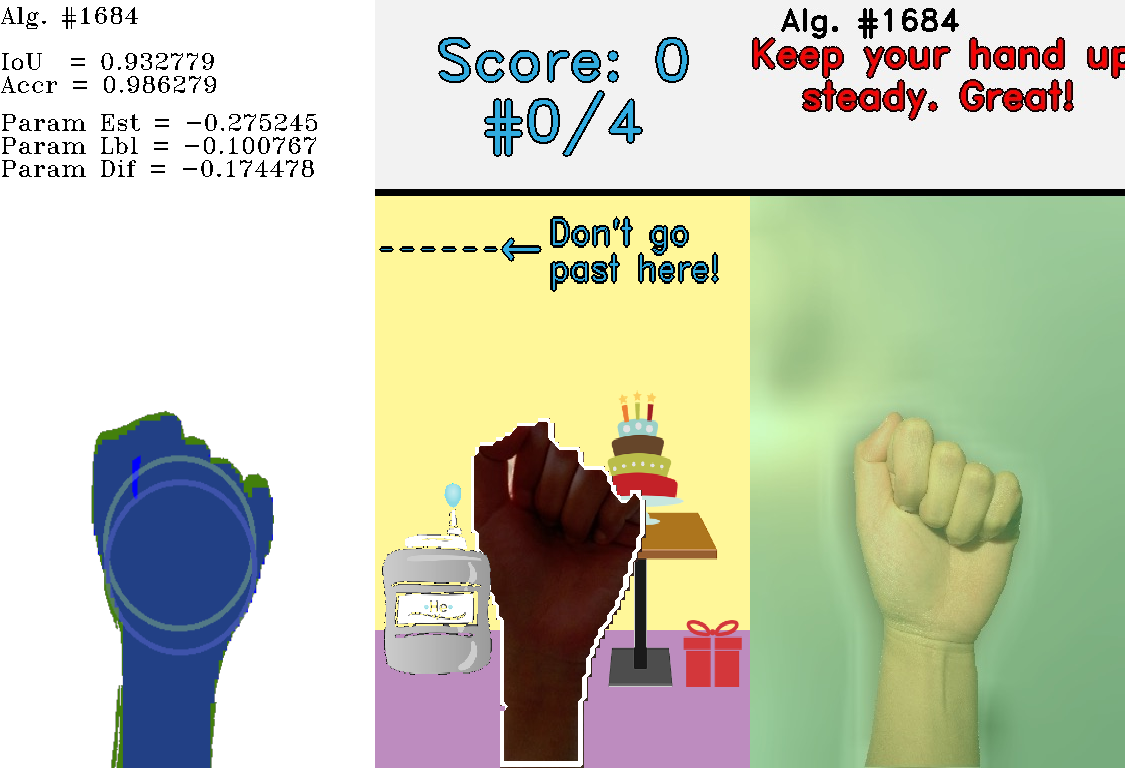 Alg. #1684
IoU = 0.932779
Accr = 0.986279
Param Est = −0.275245
Param Lbl = −0.100767
Param Dif = −0.174478
Score: 0
#0/4
Alg. #1684
Keep your hand up
steady. Great!
Don't go
past here!